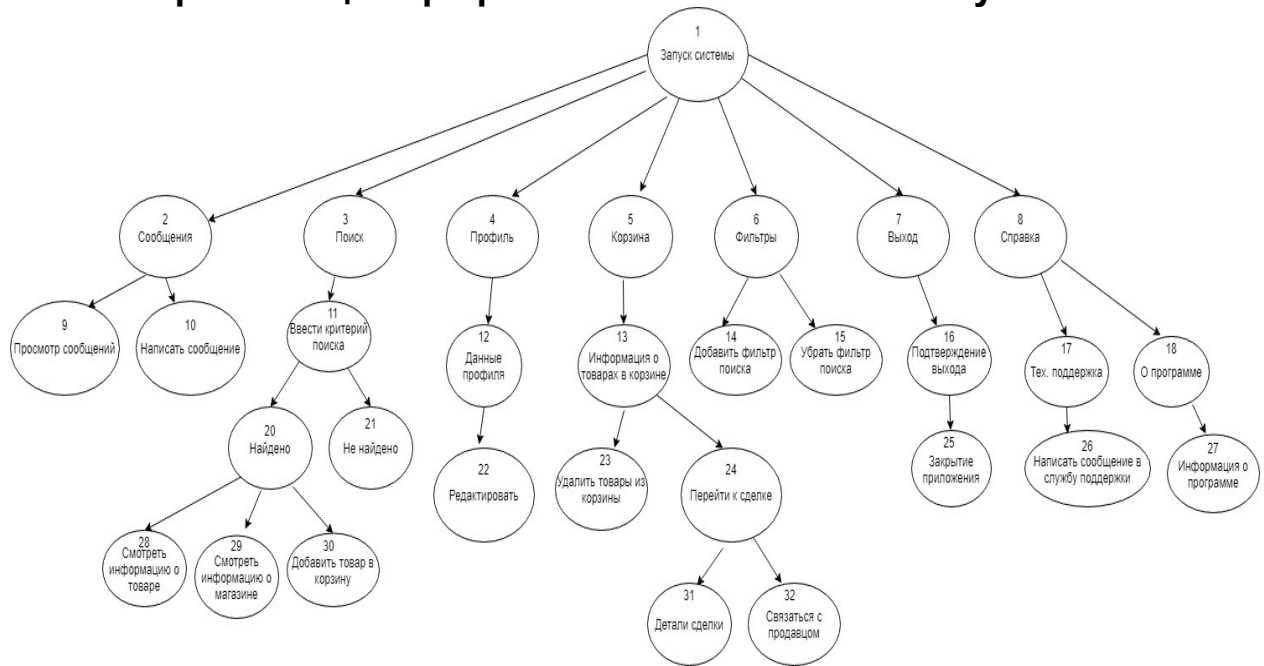 1
Запуск системы
2
Сообщения
3
Поиск
4
Профиль
5
Корзина
6
Фильтры
7
Выход
8
Справка
9
Просмотр сообщений
10
Написать сообщение
11
Ввести критерий
поиска
12
Данные
профиля
13
Информация о
товарах в корзине
14
Добавить фильтр
поиска
15
Убрать фильтр
поиска
16
Подтверждение
выхода
17
Тех. поддержка
18
О программе
20
Найдено
21
Не найдено
22
Редактировать
23
Удалить товары из
корзины
24
Перейти к сделке
25
Закрытие
приложения
26
Написать сообщение в
службу поддержки
27
Информация о
программе
28
Смотреть
информацию о
товаре
29
Смотреть
информацию о
магазине
30
Добавить товар в
корзину
31
Детали сделки
32
Связаться с
продавцом